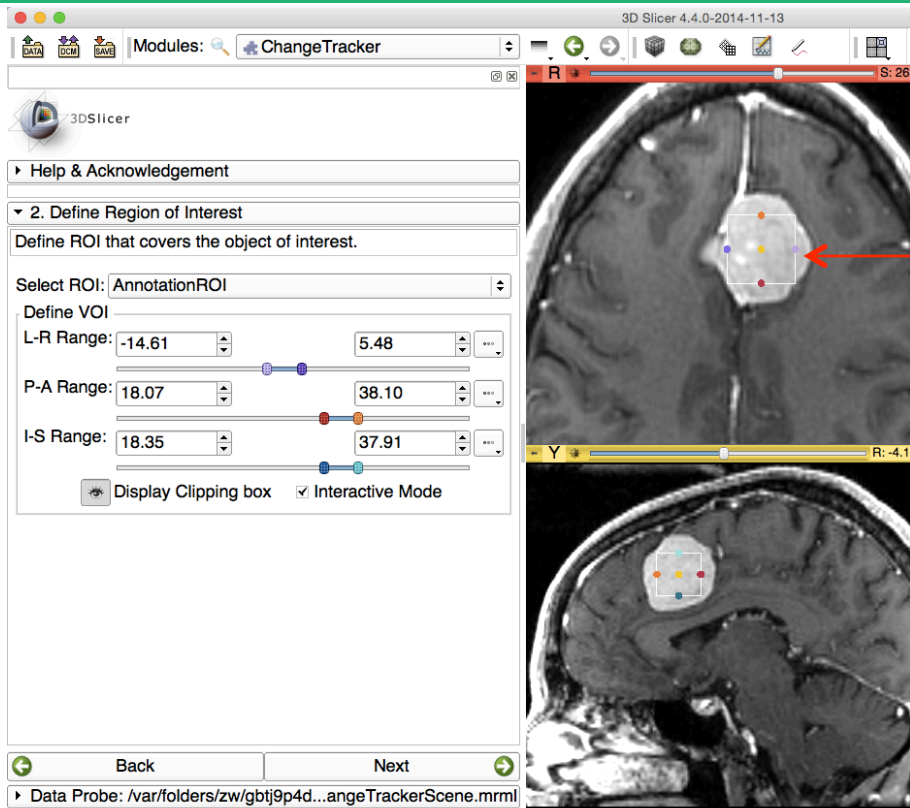 3D Slicer 4.4.0-2014-11-13
DATA DCM SAVE Modules: ChangeTracker
R S: 26
3DSlicer
Help & Acknowledgement
2. Define Region of Interest
Define ROI that covers the object of interest.
Select ROI: AnnotationROI
Define VOI
L-R Range: -14.61 5.48
P-A Range: 18.07 38.10
I-S Range: 18.35 37.91
Y R: -4.1
Display Clipping box Interactive Mode
Back Next
Data Probe: /var/folders/zw/gbtj9p4d...angeTrackerScene.mrml